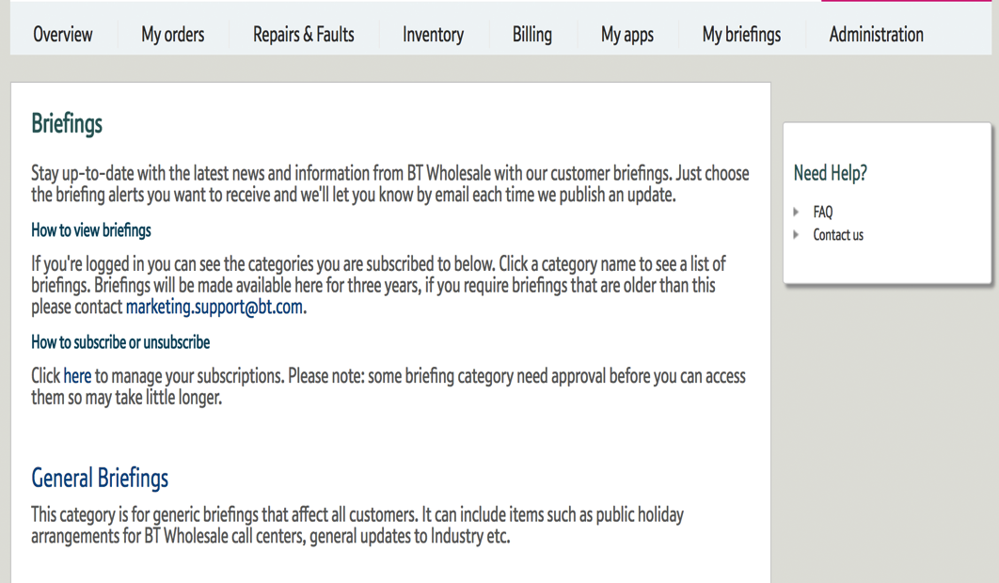 Overview My orders Repairs & Faults Inventory Billing My apps My briefings Administration
Briefings
Stay up-to-date with the latest news and information from BT Wholesale with our customer briefings. Just choose
the briefing alerts you want to receive and we'll let you know by email each time we publish an update.
How to view briefings
If you're logged in you can see the categories you are subscribed to below. Click a category name to see a list of
briefings. Briefings will be made available here for three years, if you require briefings that are older than this
please contact marketing.support@bt.com.
How to subscribe or unsubscribe
Click here to manage your subscriptions. Please note: some briefing category need approval before you can access
them so may take little longer.
General Briefings
This category is for generic briefings that affect all customers. It can include items such as public holiday
arrangements for BT Wholesale call centers, general updates to Industry etc.
Need Help?
FAQ
Contact us